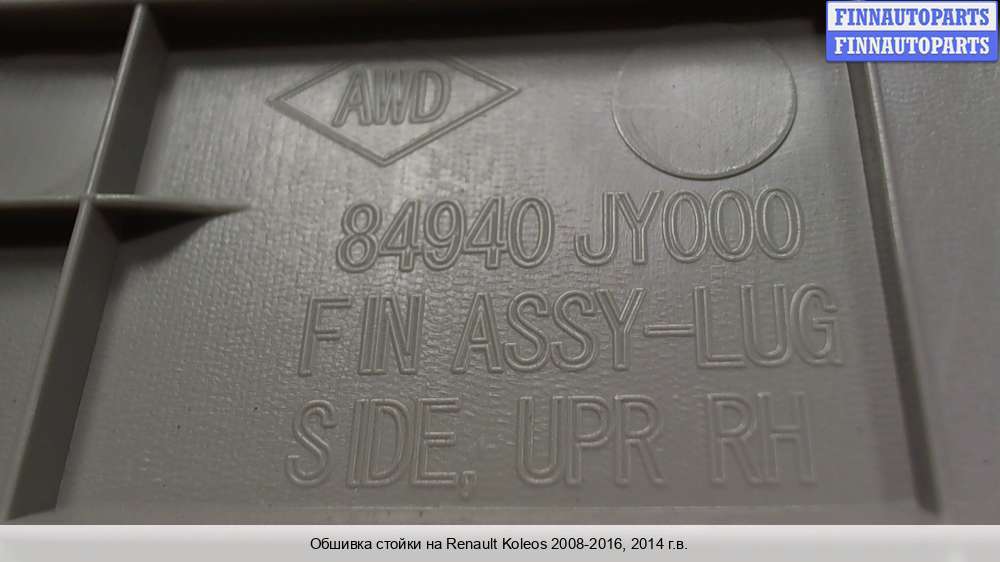 FINNAUTOPARTS
FINNAUTOPARTS
AWD
84940 JY000
FIN ASSY-LUG
SIDE, UPR RH
Обшивка стойки на Renault Koleos 2008-2016, 2014 г.в.